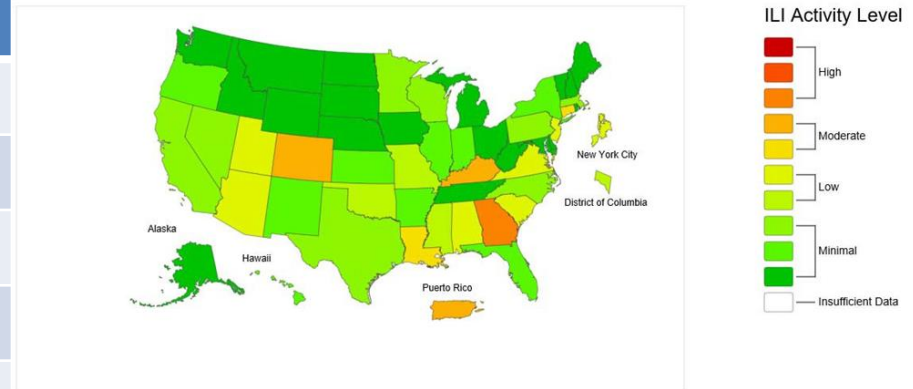 ILI Activity Level
High
Moderate
Low
Minimal
Insufficient Data
New York City
District of Columbia
Alaska
Hawaii
Puerto Rico